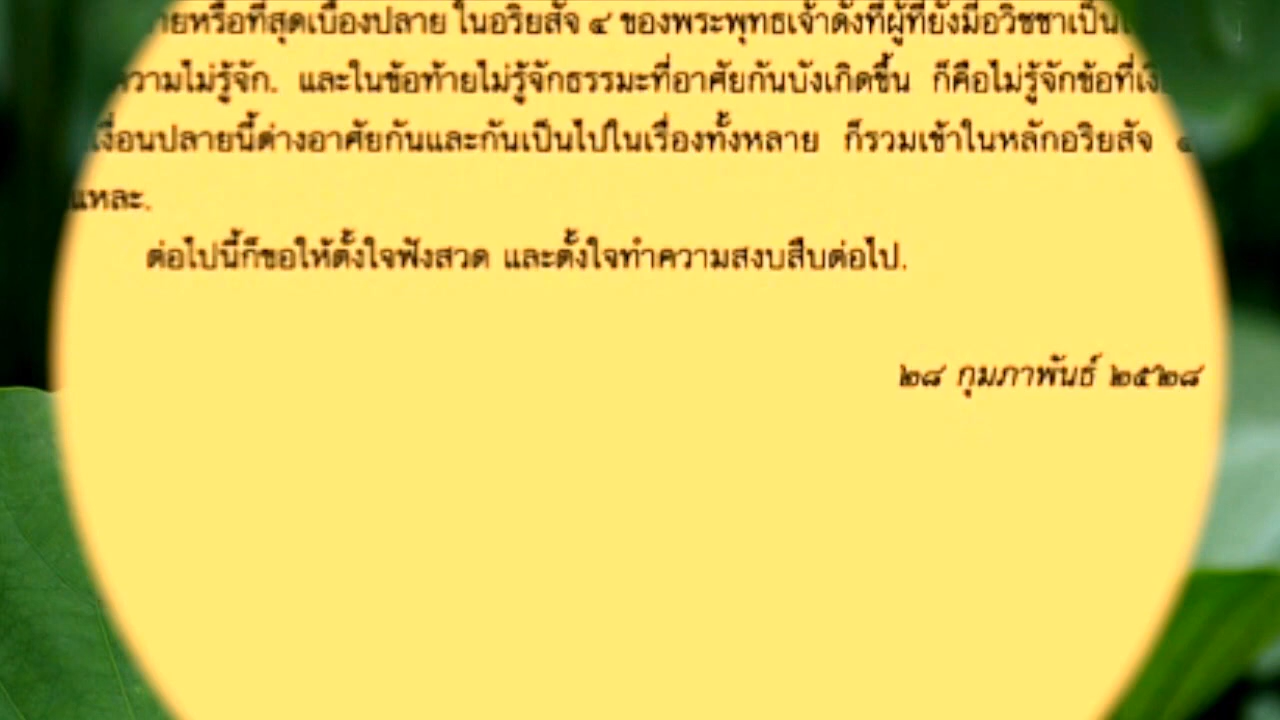 หรือที่สุดเบื้องปลาย ในอริยสัจ ๔ ของพระพุทธเจ้าดังที่ผู้ที่ยังมีอวิชชาเป็น
ความไม่รู้จัก. และในข้อท้ายไม่รู้จักธรรมะที่อาศัยกันบังเกิดขึ้น ก็คือไม่รู้จักข้อที่
เงื่อนปลายนี้ต่างอาศัยกันและกันเป็นไปในเรื่องทั้งหลาย ก็รวมเข้าในหลักอริยสัจ ๔
แหละ.
ต่อไปนี้ก็ขอให้ตั้งใจฟังสวด และตั้งใจทำความสงบสืบต่อไป.
๒๘ กุมภาพันธ์ ๒๕๒๘